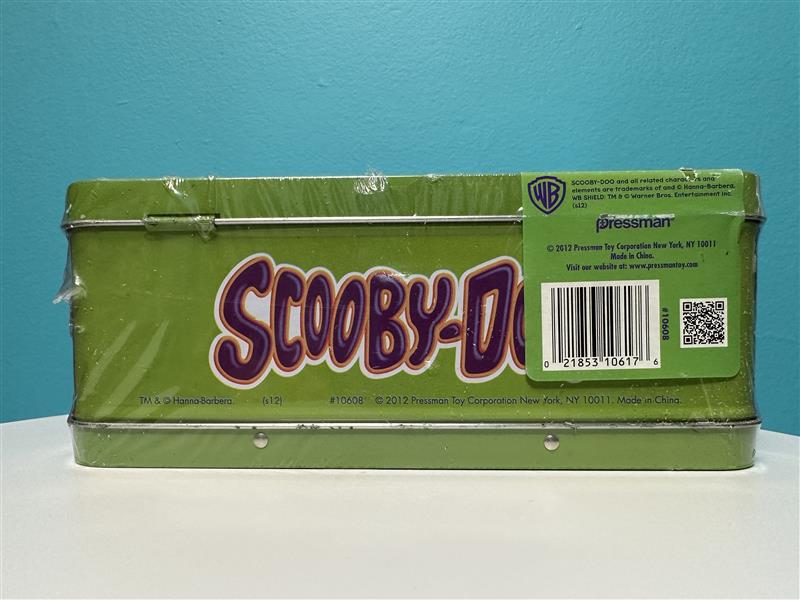 WB
SCOOBY-DOO and all related characters and
elements are trademarks of and © Hanna-Barbera.
WB SHIELD: TM & © Warner Bros. Entertainment Inc.
(s12)
Pressman
© 2012 Pressman Toy Corporation New York, NY 10011
Made in China.
Visit our website at: www.pressmantoy.com
#10608
0 21853 10617 6
SCOOBY-DO
TM & © Hanna-Barbera. (s12) #10608 © 2012 Pressman Toy Corporation New York, NY 10011. Made in China.